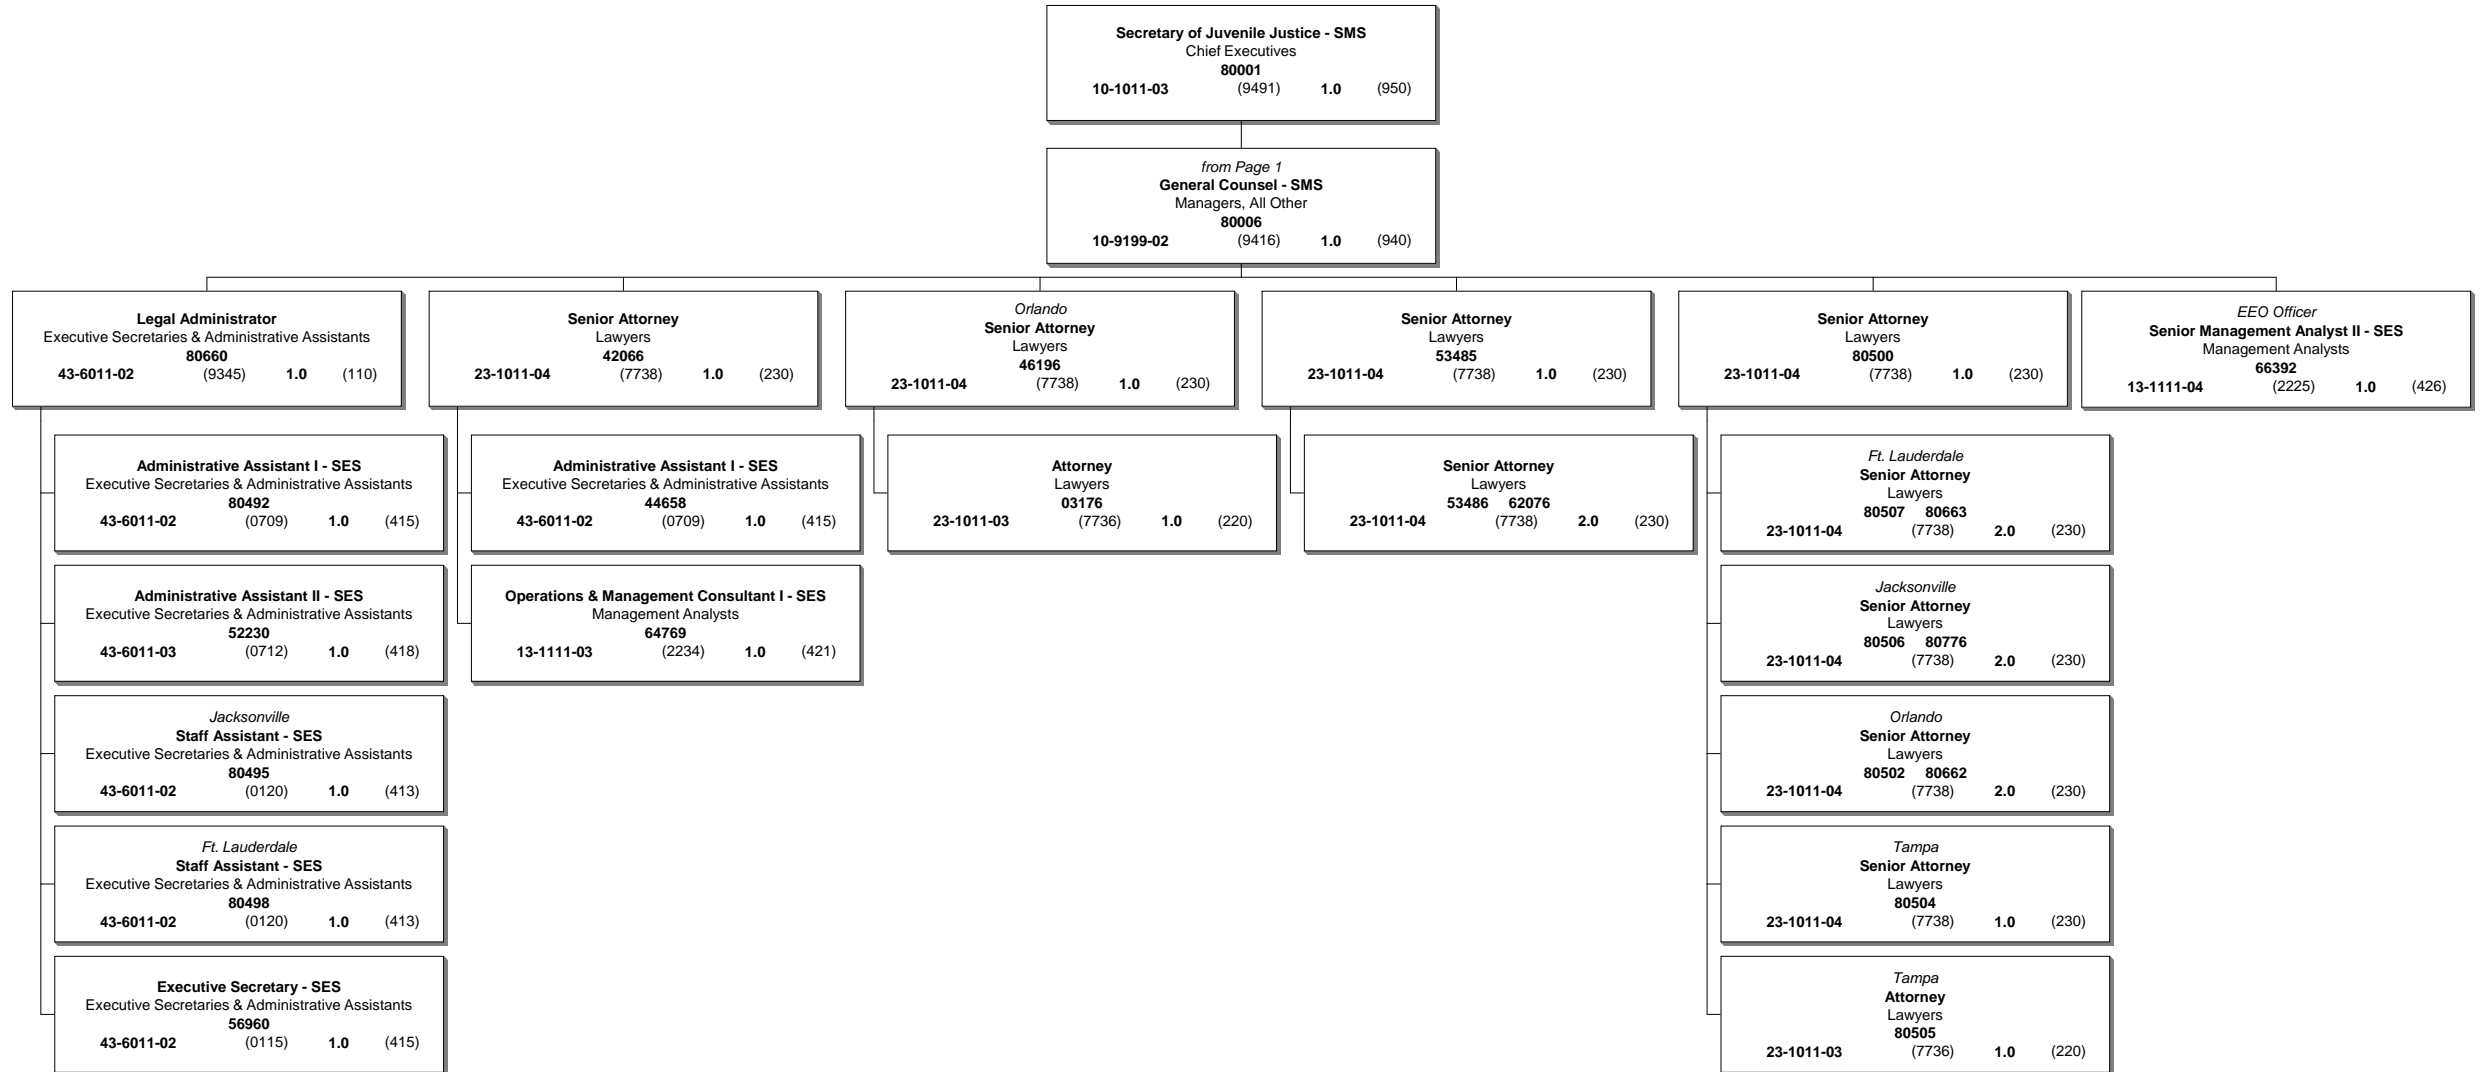 Secretary of Juvenile Justice - SMS
Chief Executives
80001
10-1011-03 (9491) 1.0 (950)
from Page 1
General Counsel - SMS
Managers, All Other
80006
10-9199-02 (9416) 1.0 (940)
Legal Administrator
Executive Secretaries & Administrative Assistants
80660
43-6011-02 (9345) 1.0 (110)
Senior Attorney
Lawyers
42066
23-1011-04 (7738) 1.0 (230)
Orlando
Senior Attorney
Lawyers
46196
23-1011-04 (7738) 1.0 (230)
Senior Attorney
Lawyers
53485
23-1011-04 (7738) 1.0 (230)
Senior Attorney
Lawyers
80500
23-1011-04 (7738) 1.0 (230)
EEO Officer
Senior Management Analyst II - SES
Management Analysts
66392
13-1111-04 (2225) 1.0 (426)
Administrative Assistant I - SES
Executive Secretaries & Administrative Assistants
80492
43-6011-02 (0709) 1.0 (415)
Administrative Assistant II - SES
Executive Secretaries & Administrative Assistants
52230
43-6011-03 (0712) 1.0 (418)
Jacksonville
Staff Assistant - SES
Executive Secretaries & Administrative Assistants
80495
43-6011-02 (0120) 1.0 (413)
Ft. Lauderdale
Staff Assistant - SES
Executive Secretaries & Administrative Assistants
80498
43-6011-02 (0120) 1.0 (413)
Executive Secretary - SES
Executive Secretaries & Administrative Assistants
56960
43-6011-02 (0115) 1.0 (415)
Administrative Assistant I - SES
Executive Secretaries & Administrative Assistants
44658
43-6011-02 (0709) 1.0 (415)
Operations & Management Consultant I - SES
Management Analysts
64769
13-1111-03 (2234) 1.0 (421)
Attorney
Lawyers
03176
23-1011-03 (7736) 1.0 (220)
Senior Attorney
Lawyers
53486 62076
23-1011-04 (7738) 2.0 (230)
Ft. Lauderdale
Senior Attorney
Lawyers
80507 80663
23-1011-04 (7738) 2.0 (230)
Jacksonville
Senior Attorney
Lawyers
80506 80776
23-1011-04 (7738) 2.0 (230)
Orlando
Senior Attorney
Lawyers
80502 80662
23-1011-04 (7738) 2.0 (230)
Tampa
Senior Attorney
Lawyers
80504
23-1011-04 (7738) 1.0 (230)
Tampa
Attorney
Lawyers
80505
23-1011-03 (7736) 1.0 (220)